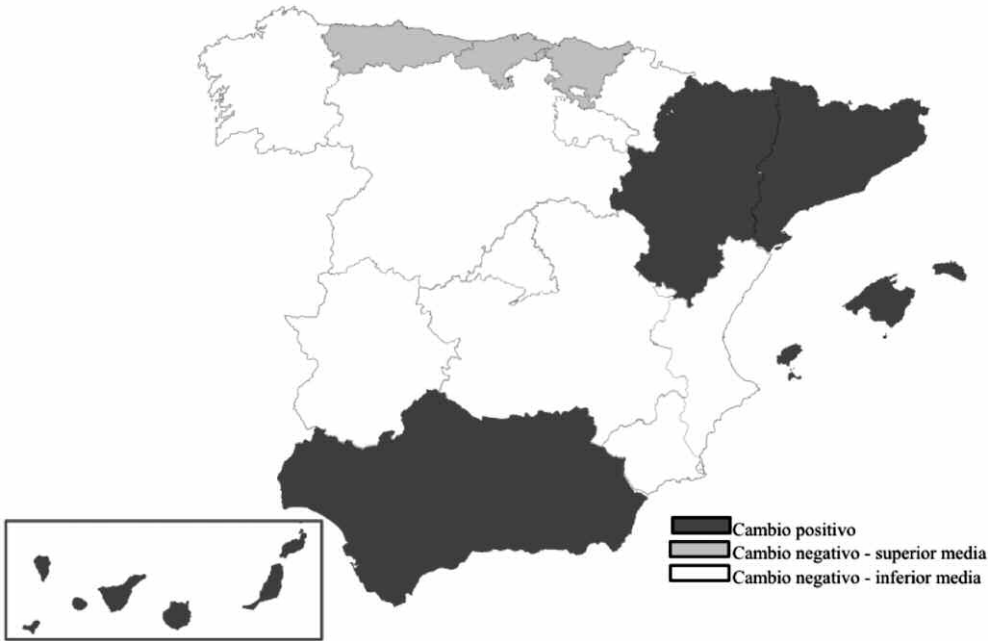 Cambio positivo
Cambio negativo - superior media
Cambio negativo - inferior media